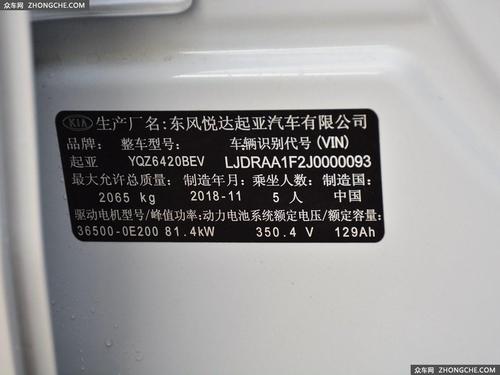 众车网 ZHONGCHE.COM
KIA 生产厂名:东风悦达起亚汽车有限公司
品牌: 整车型号: 车辆识别代号(VIN)
起亚 YQZ6420BEV LJDRAA1F2J0000093
最大允许总质量: 制造年月: 乘坐人数: 制造国:
2065 kg 2018-11 5 人 中国
驱动电机型号/峰值功率: 动力电池系统额定电压/额定容量:
36500-0E200 81.4kW 350.4 V 129Ah
众车网 ZHONGCHE.COM